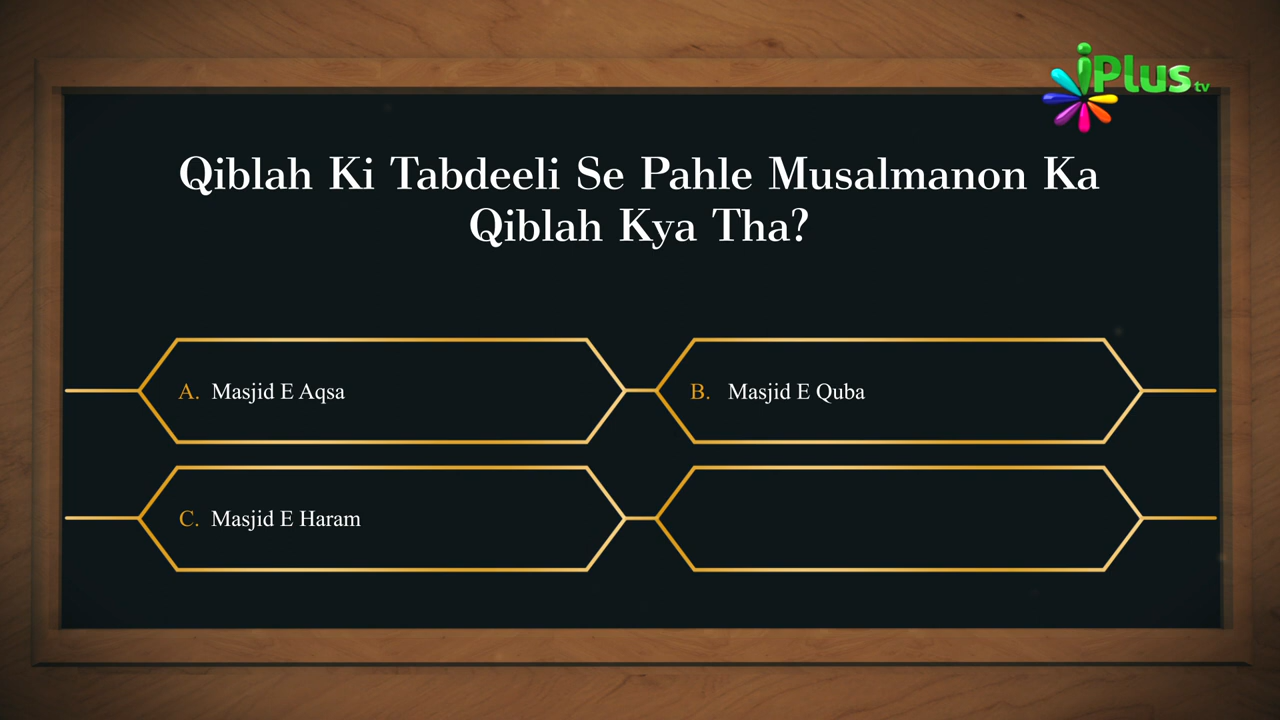 iPlus tv
Qiblah Ki Tabdeeli Se Pahle Musalmanon Ka
Qiblah Kya Tha?
A. Masjid E Aqsa
B. Masjid E Quba
C. Masjid E Haram